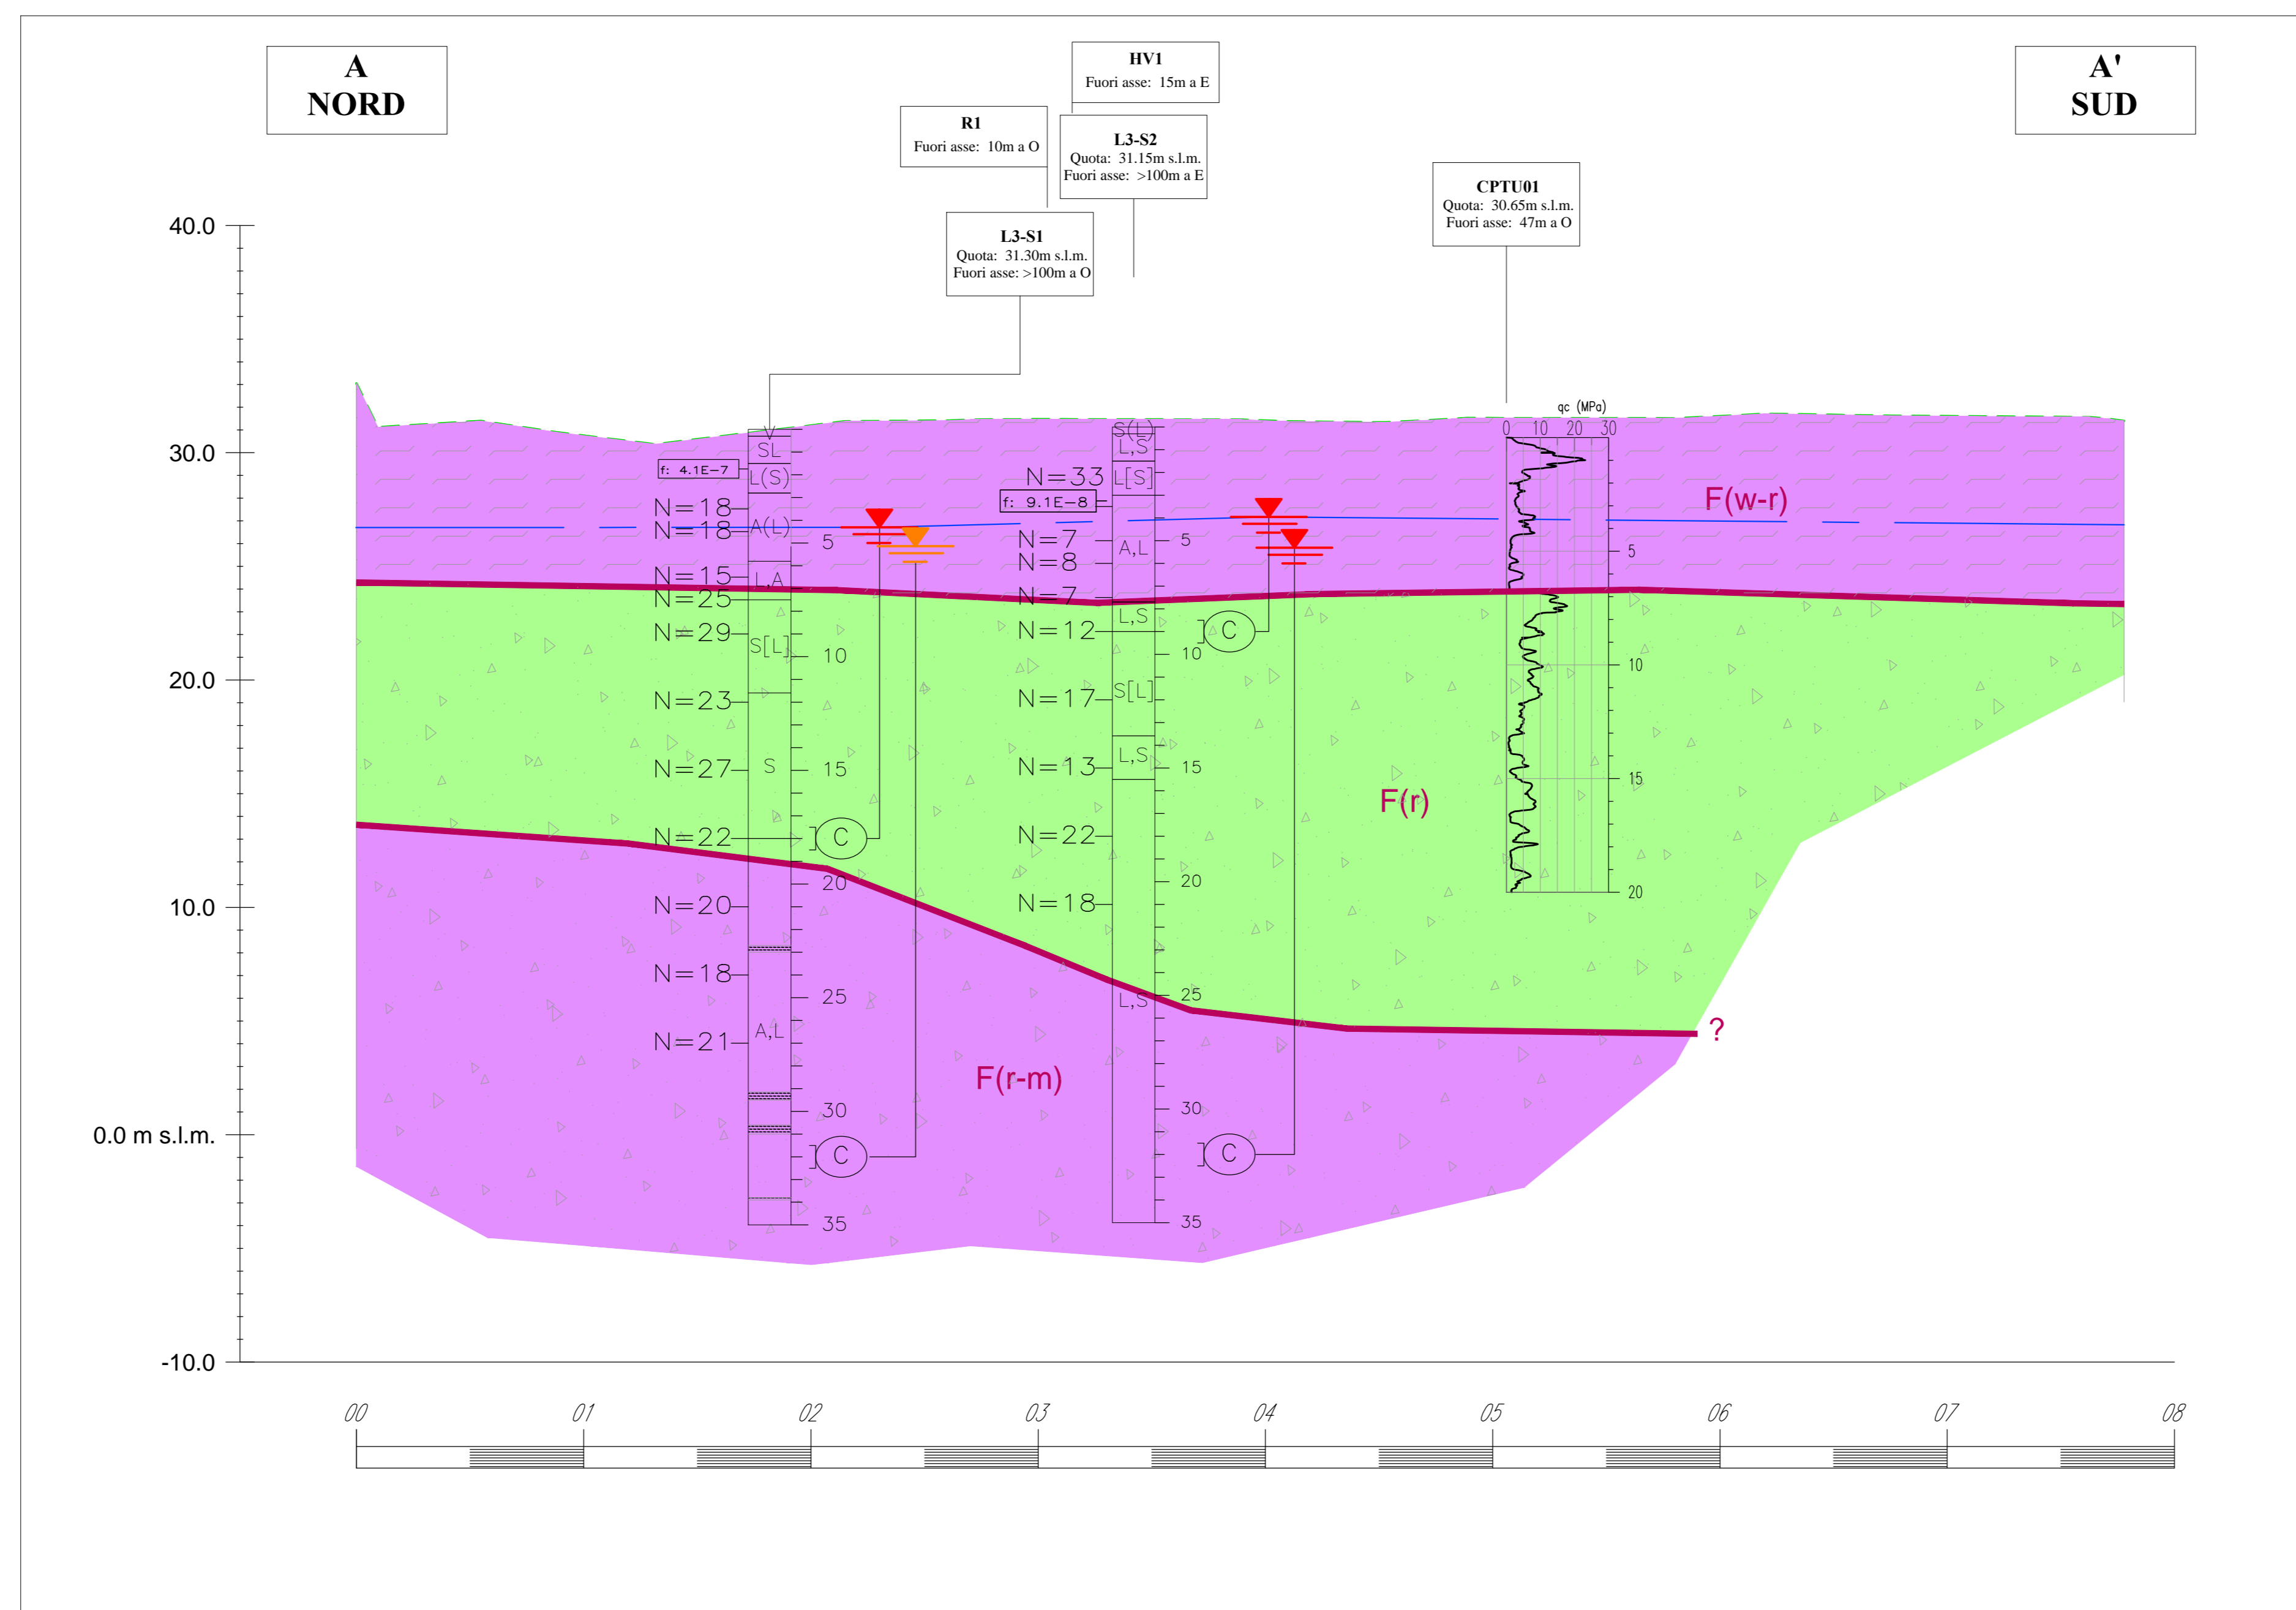 A
NORD
HV1
Fuori asse: 15m a E
A'
SUD
R1
Fuori asse: 10m a O
L3-S2
Quota: 31.15m s.l.m.
Fuori asse: >100m a E
CPTU01
Quota: 30.65m s.l.m.
Fuori asse: 47m a O
L3-S1
Quota: 31.30m s.l.m.
Fuori asse: >100m a O
40.0
30.0
20.0
10.0
0.0 m s.l.m.
-10.0
V
SL
L(S)
A(L)
L,A
S[L]
S
A,L
f: 4.1E-7
N=18
N=18
N=15
N=25
N=29
N=23
N=27
N=22
N=20
N=18
N=21
5
10
15
20
25
30
35
C
C
S(L)
L,S
L[S]
A,L
L,S
S[L]
L,S
L,S
N=33
f: 9.1E-8
N=7
N=8
N=7
N=12
N=17
N=13
N=22
N=18
5
10
15
20
25
30
35
C
C
qc (MPa)
0 10 20 30
5
10
15
20
F(w-r)
F(r)
F(r-m)
?
00 01 02 03 04 05 06 07 08